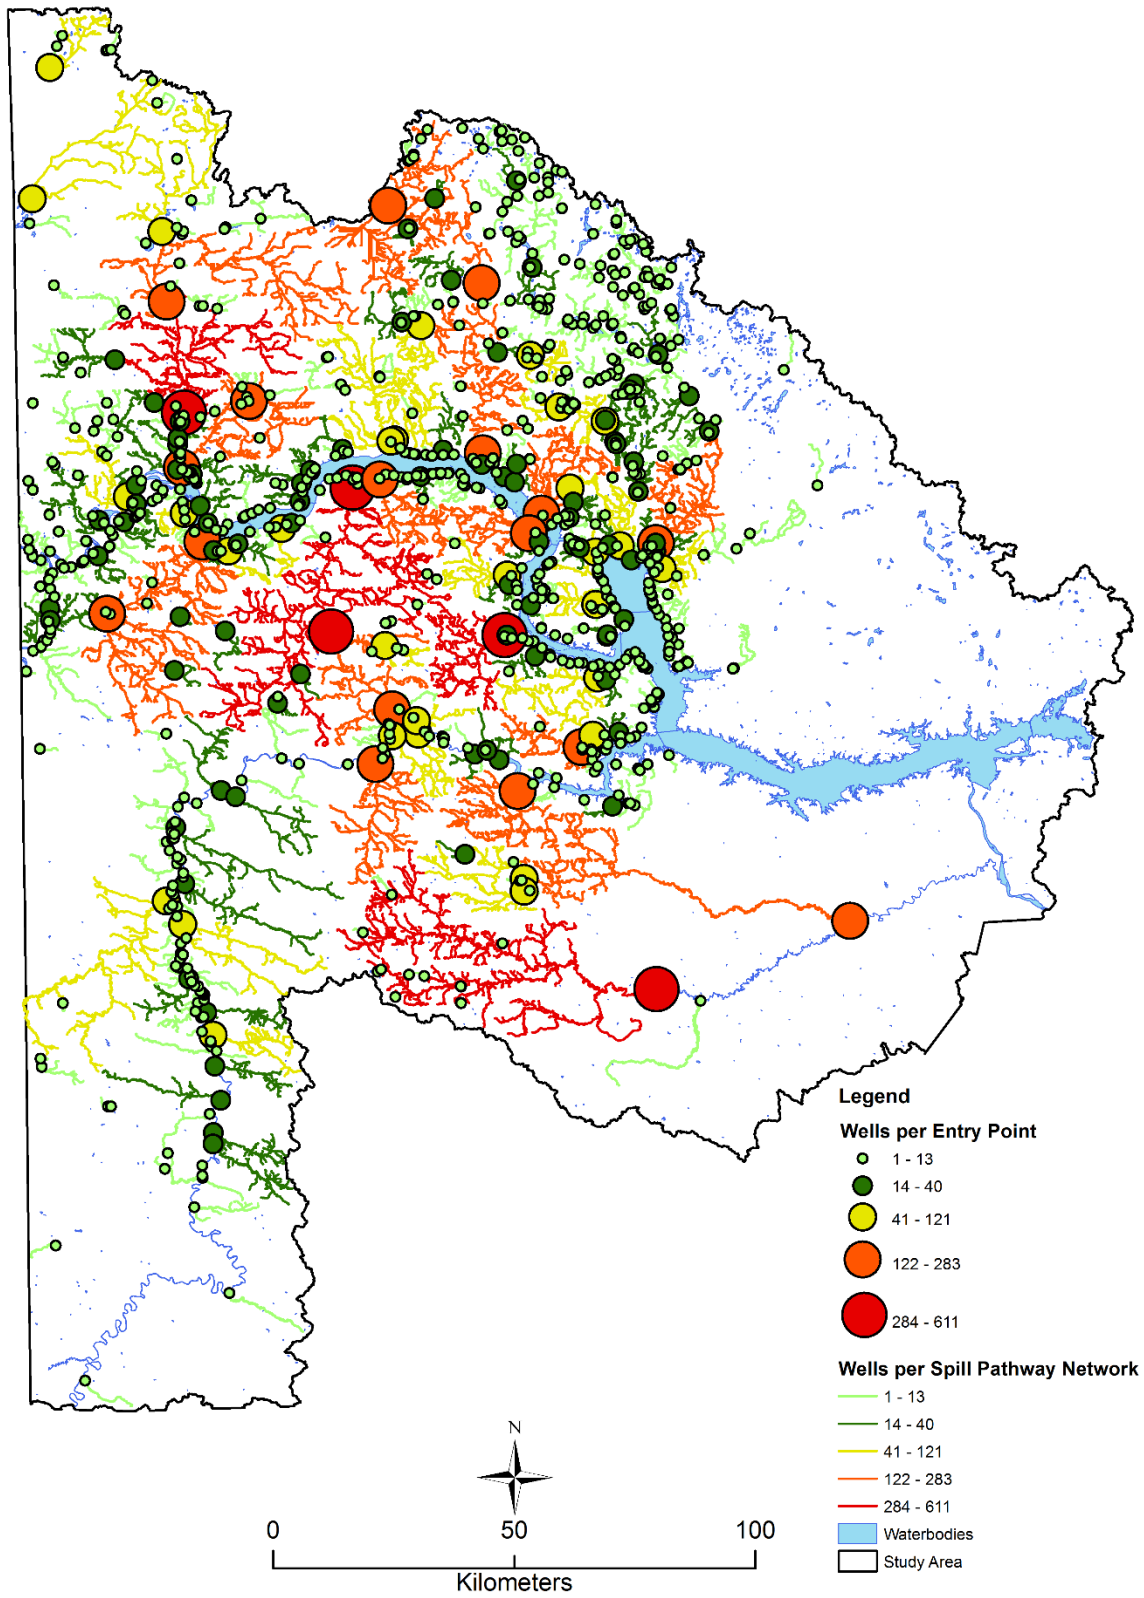 Legend
Wells per Entry Point
1 - 13
14 - 40
41 - 121
122 - 283
284 - 611
Wells per Spill Pathway Network
1 - 13
14 - 40
41 - 121
122 - 283
284 - 611
Waterbodies
Study Area
N
0 50 100
Kilometers